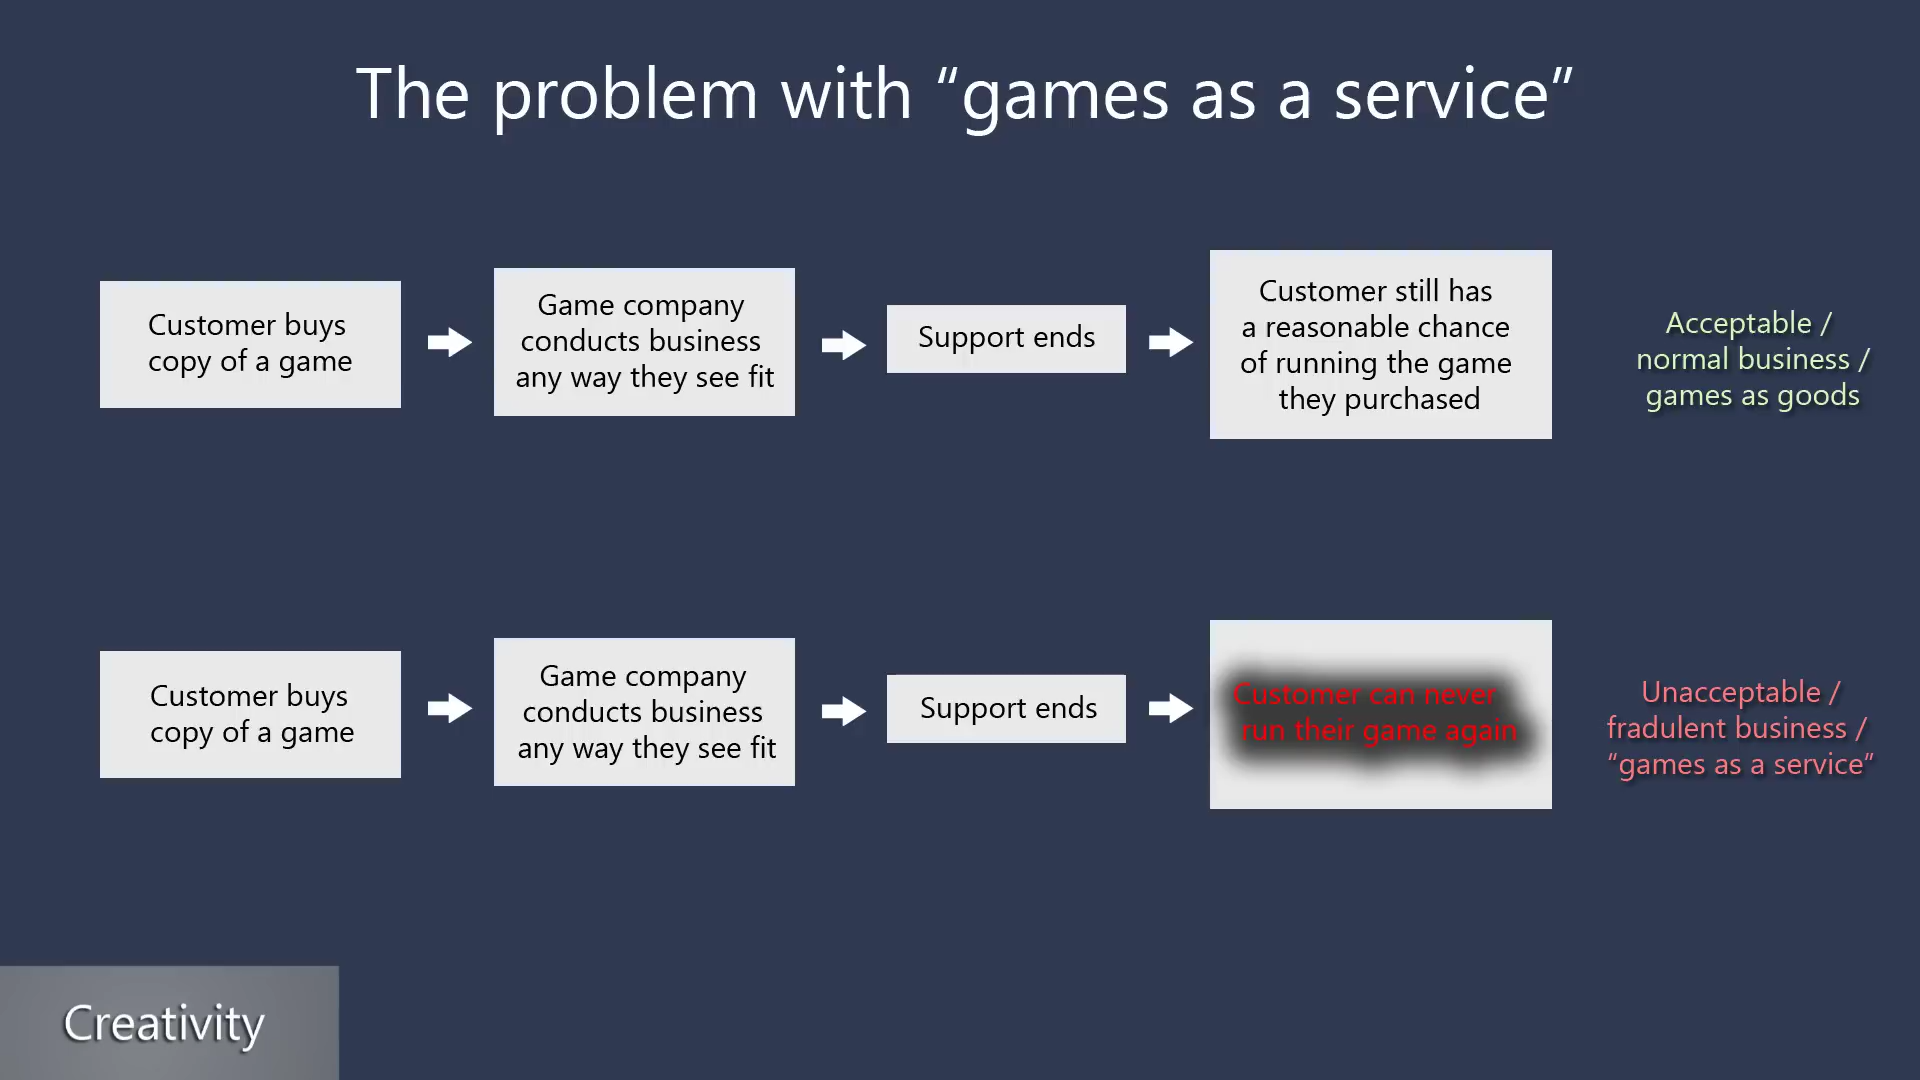 The problem with “games as a service”
Customer buys
copy of a game
Game company
conducts business
any way they see fit
Support ends
Customer still has
a reasonable chance
of running the game
they purchased
Acceptable /
normal business /
games as goods
Customer buys
copy of a game
Game company
conducts business
any way they see fit
Support ends
Customer can never
run their game again
Unacceptable /
fradulent business /
“games as a service”
Creativity